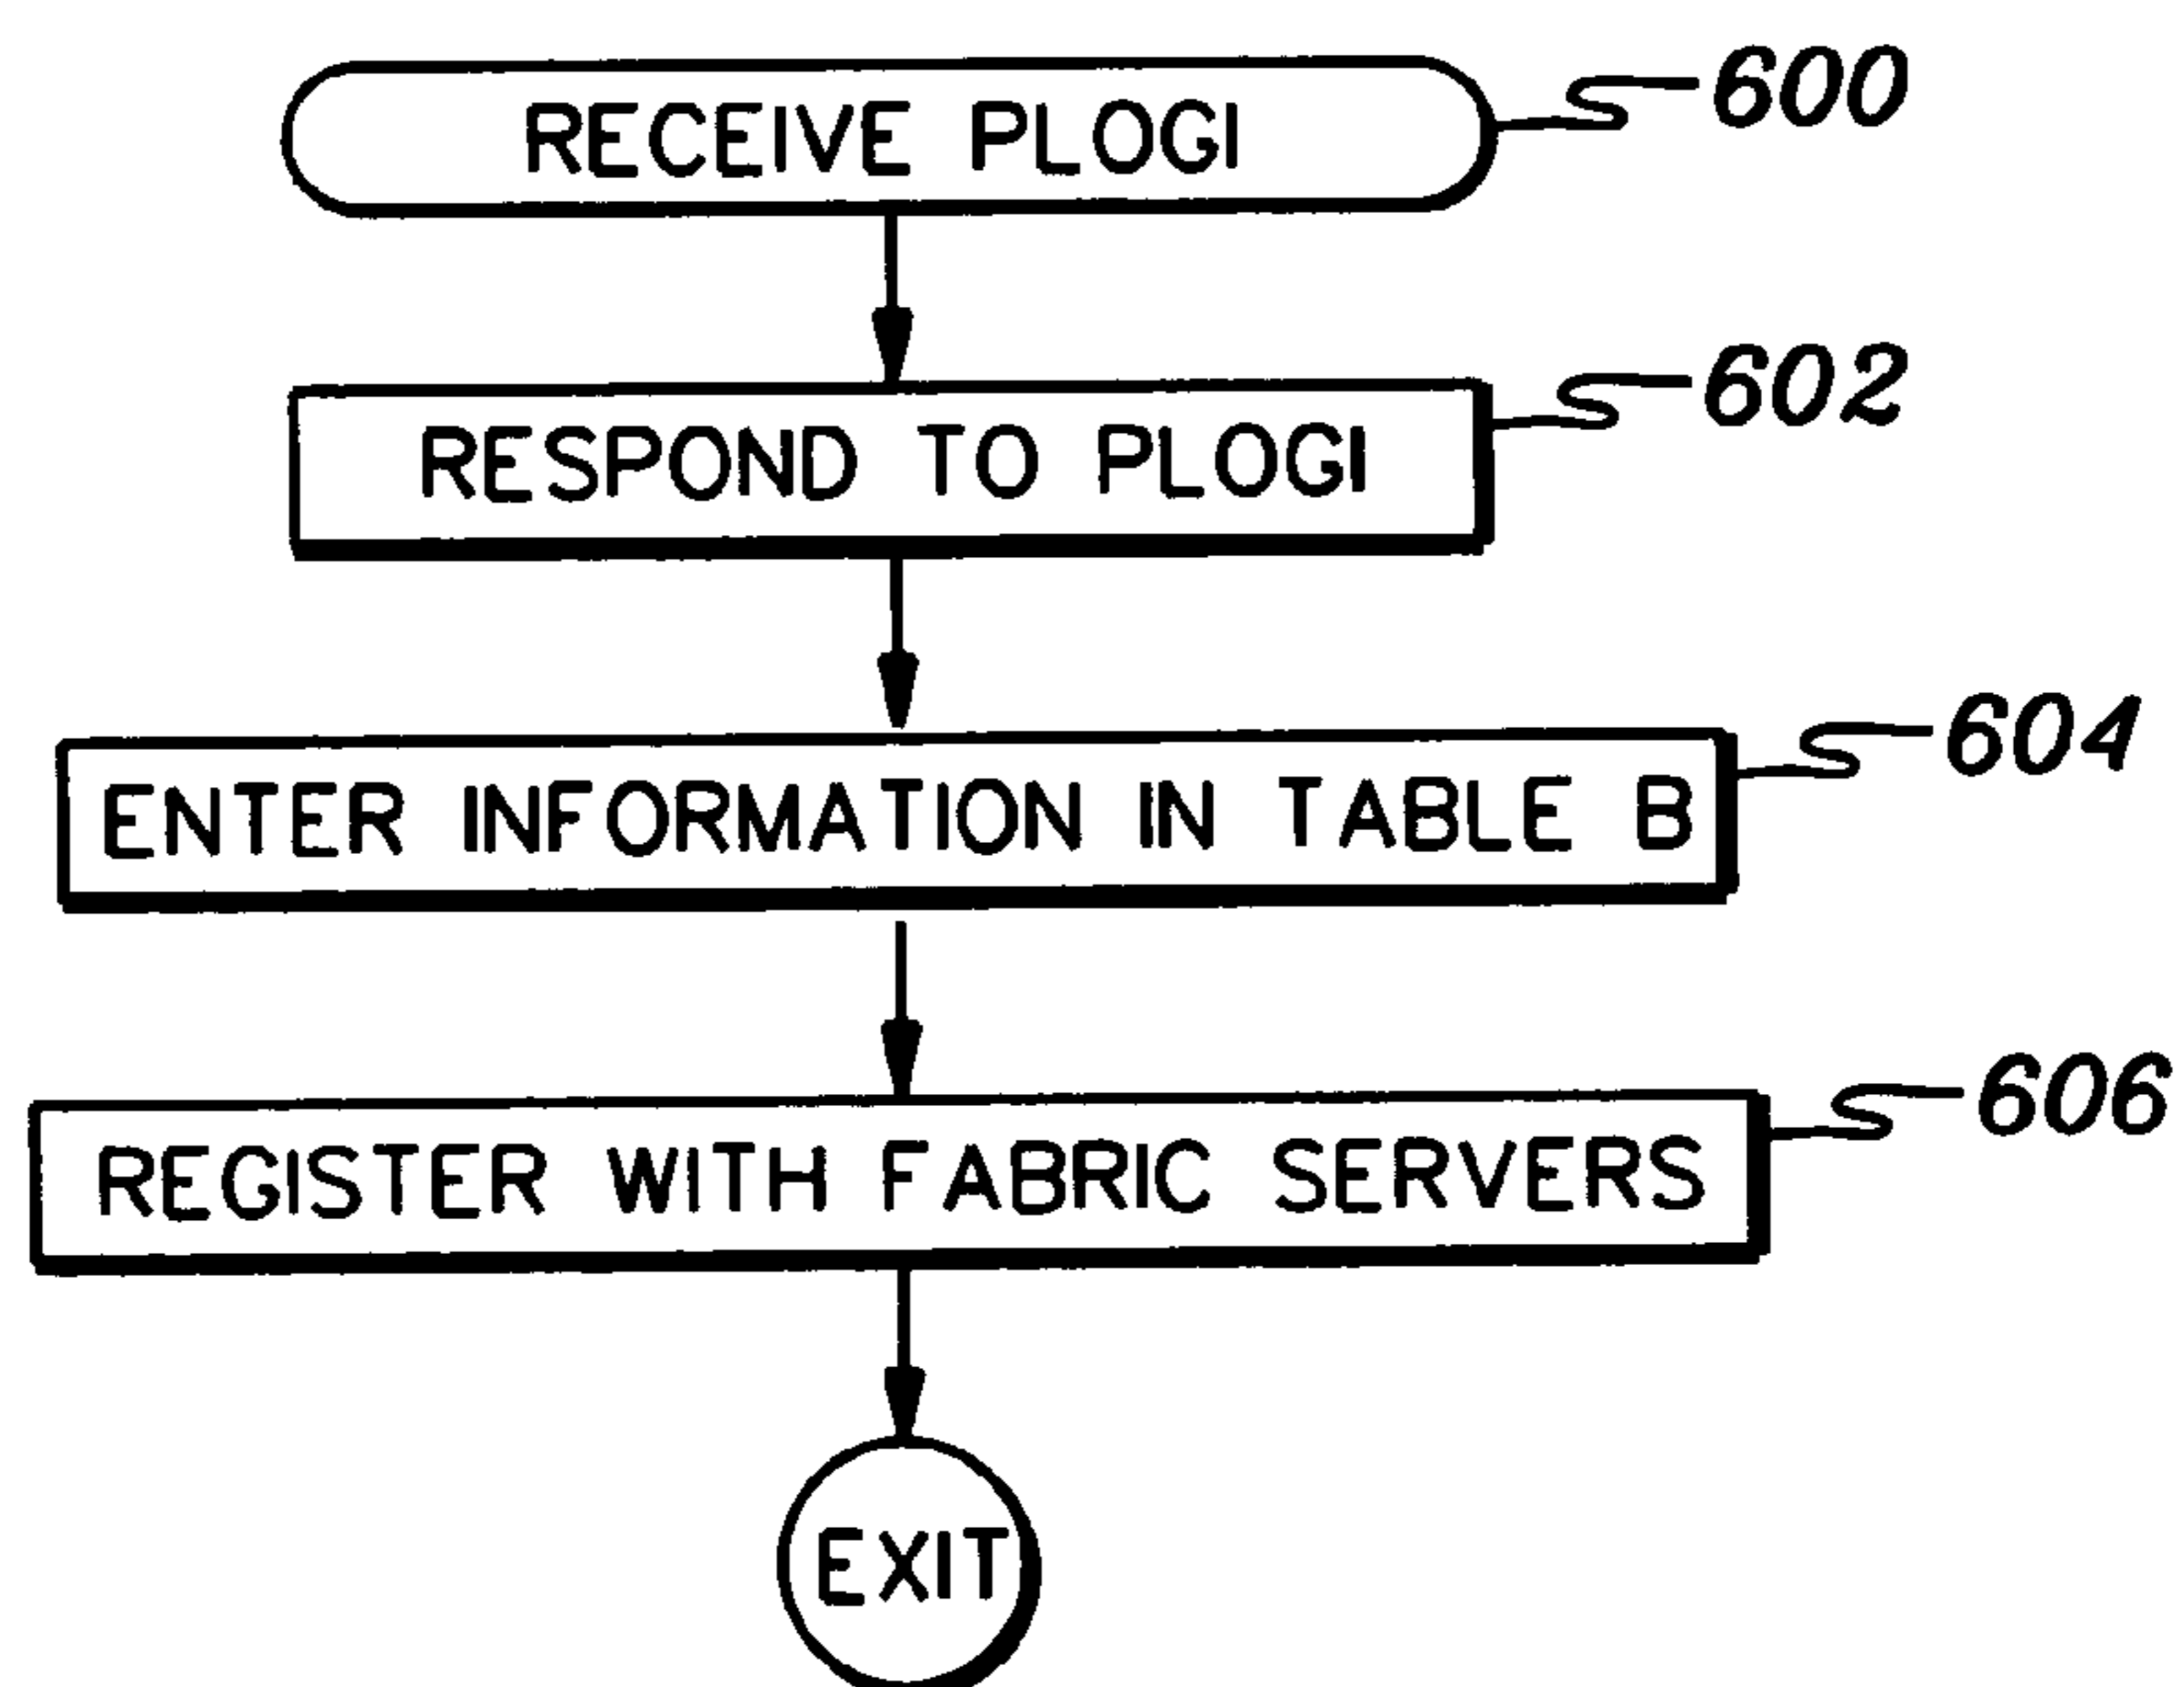 RECEIVE PLOGI
600
RESPOND TO PLOGI
602
ENTER INFORMATION IN TABLE B
604
REGISTER WITH FABRIC SERVERS
606
EXIT